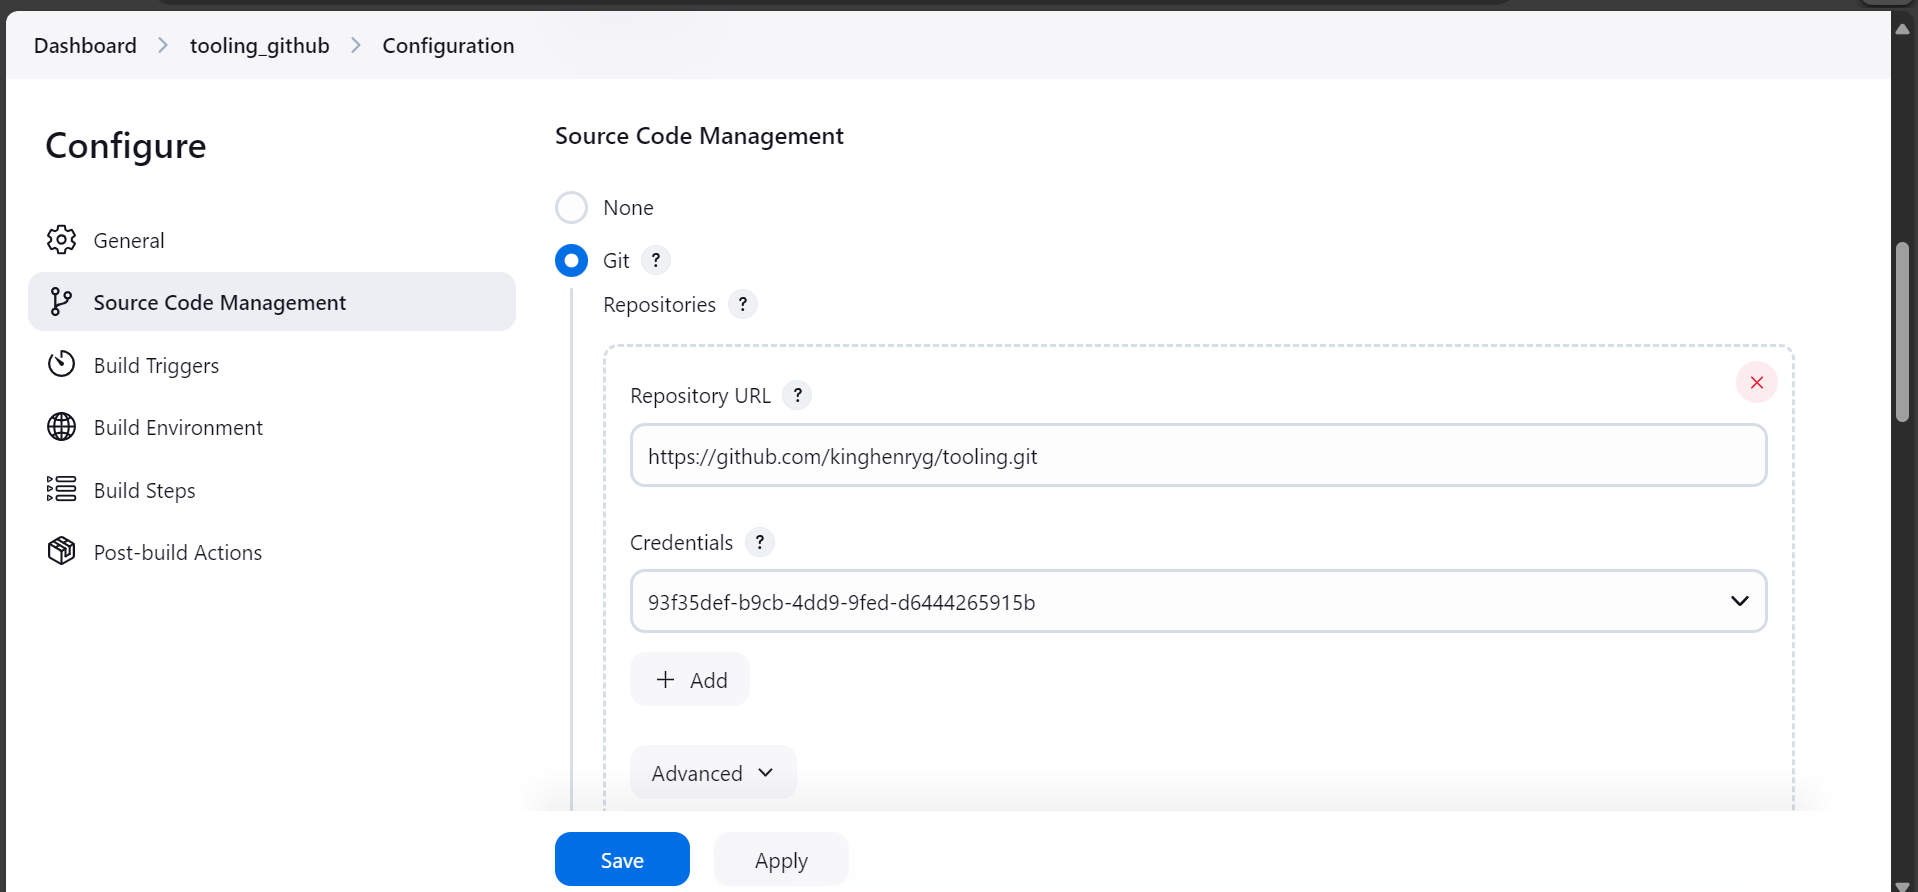 Dashboard > tooling_github > Configuration
Configure
General
Source Code Management
Build Triggers
Build Environment
Build Steps
Post-build Actions
Source Code Management
None
Git ?
Repositories ?
Repository URL ?
https://github.com/kinghenryg/tooling.git
Credentials ?
93f35def-b9cb-4dd9-9fed-d6444265915b
+ Add
Advanced
Save
Apply